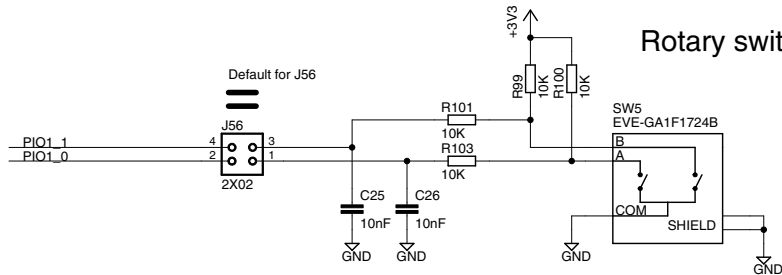 Rotary swit
+3V3
Default for J56
R99
10K
R100
10K
SW5
EVE-GA1F1724B
R101
10K
J56
PIO1_1
4
3
B
PIO1_0
2
1
R103
10K
A
2X02
C25
10nF
C26
10nF
COM
SHIELD
GND
GND
GND
GND